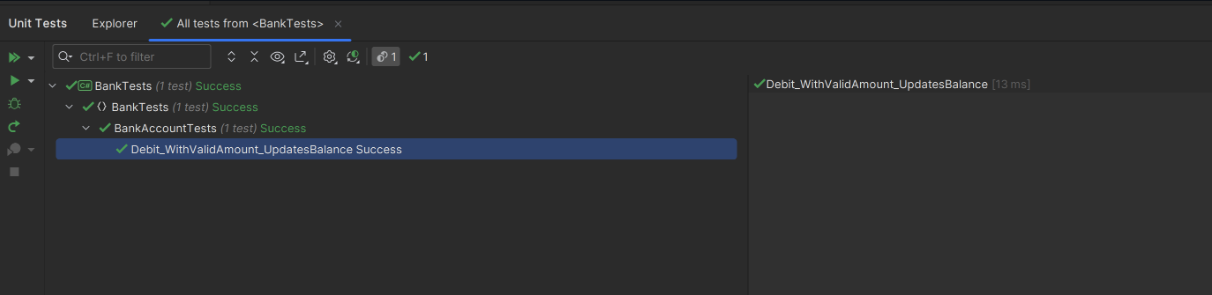 Unit Tests Explorer All tests from <BankTests>
Ctrl+F to filter 1 1
C# BankTests (1 test) Success
BankTests (1 test) Success
BankAccountTests (1 test) Success
Debit_WithValidAmount_UpdatesBalance Success
Debit_WithValidAmount_UpdatesBalance [13 ms]